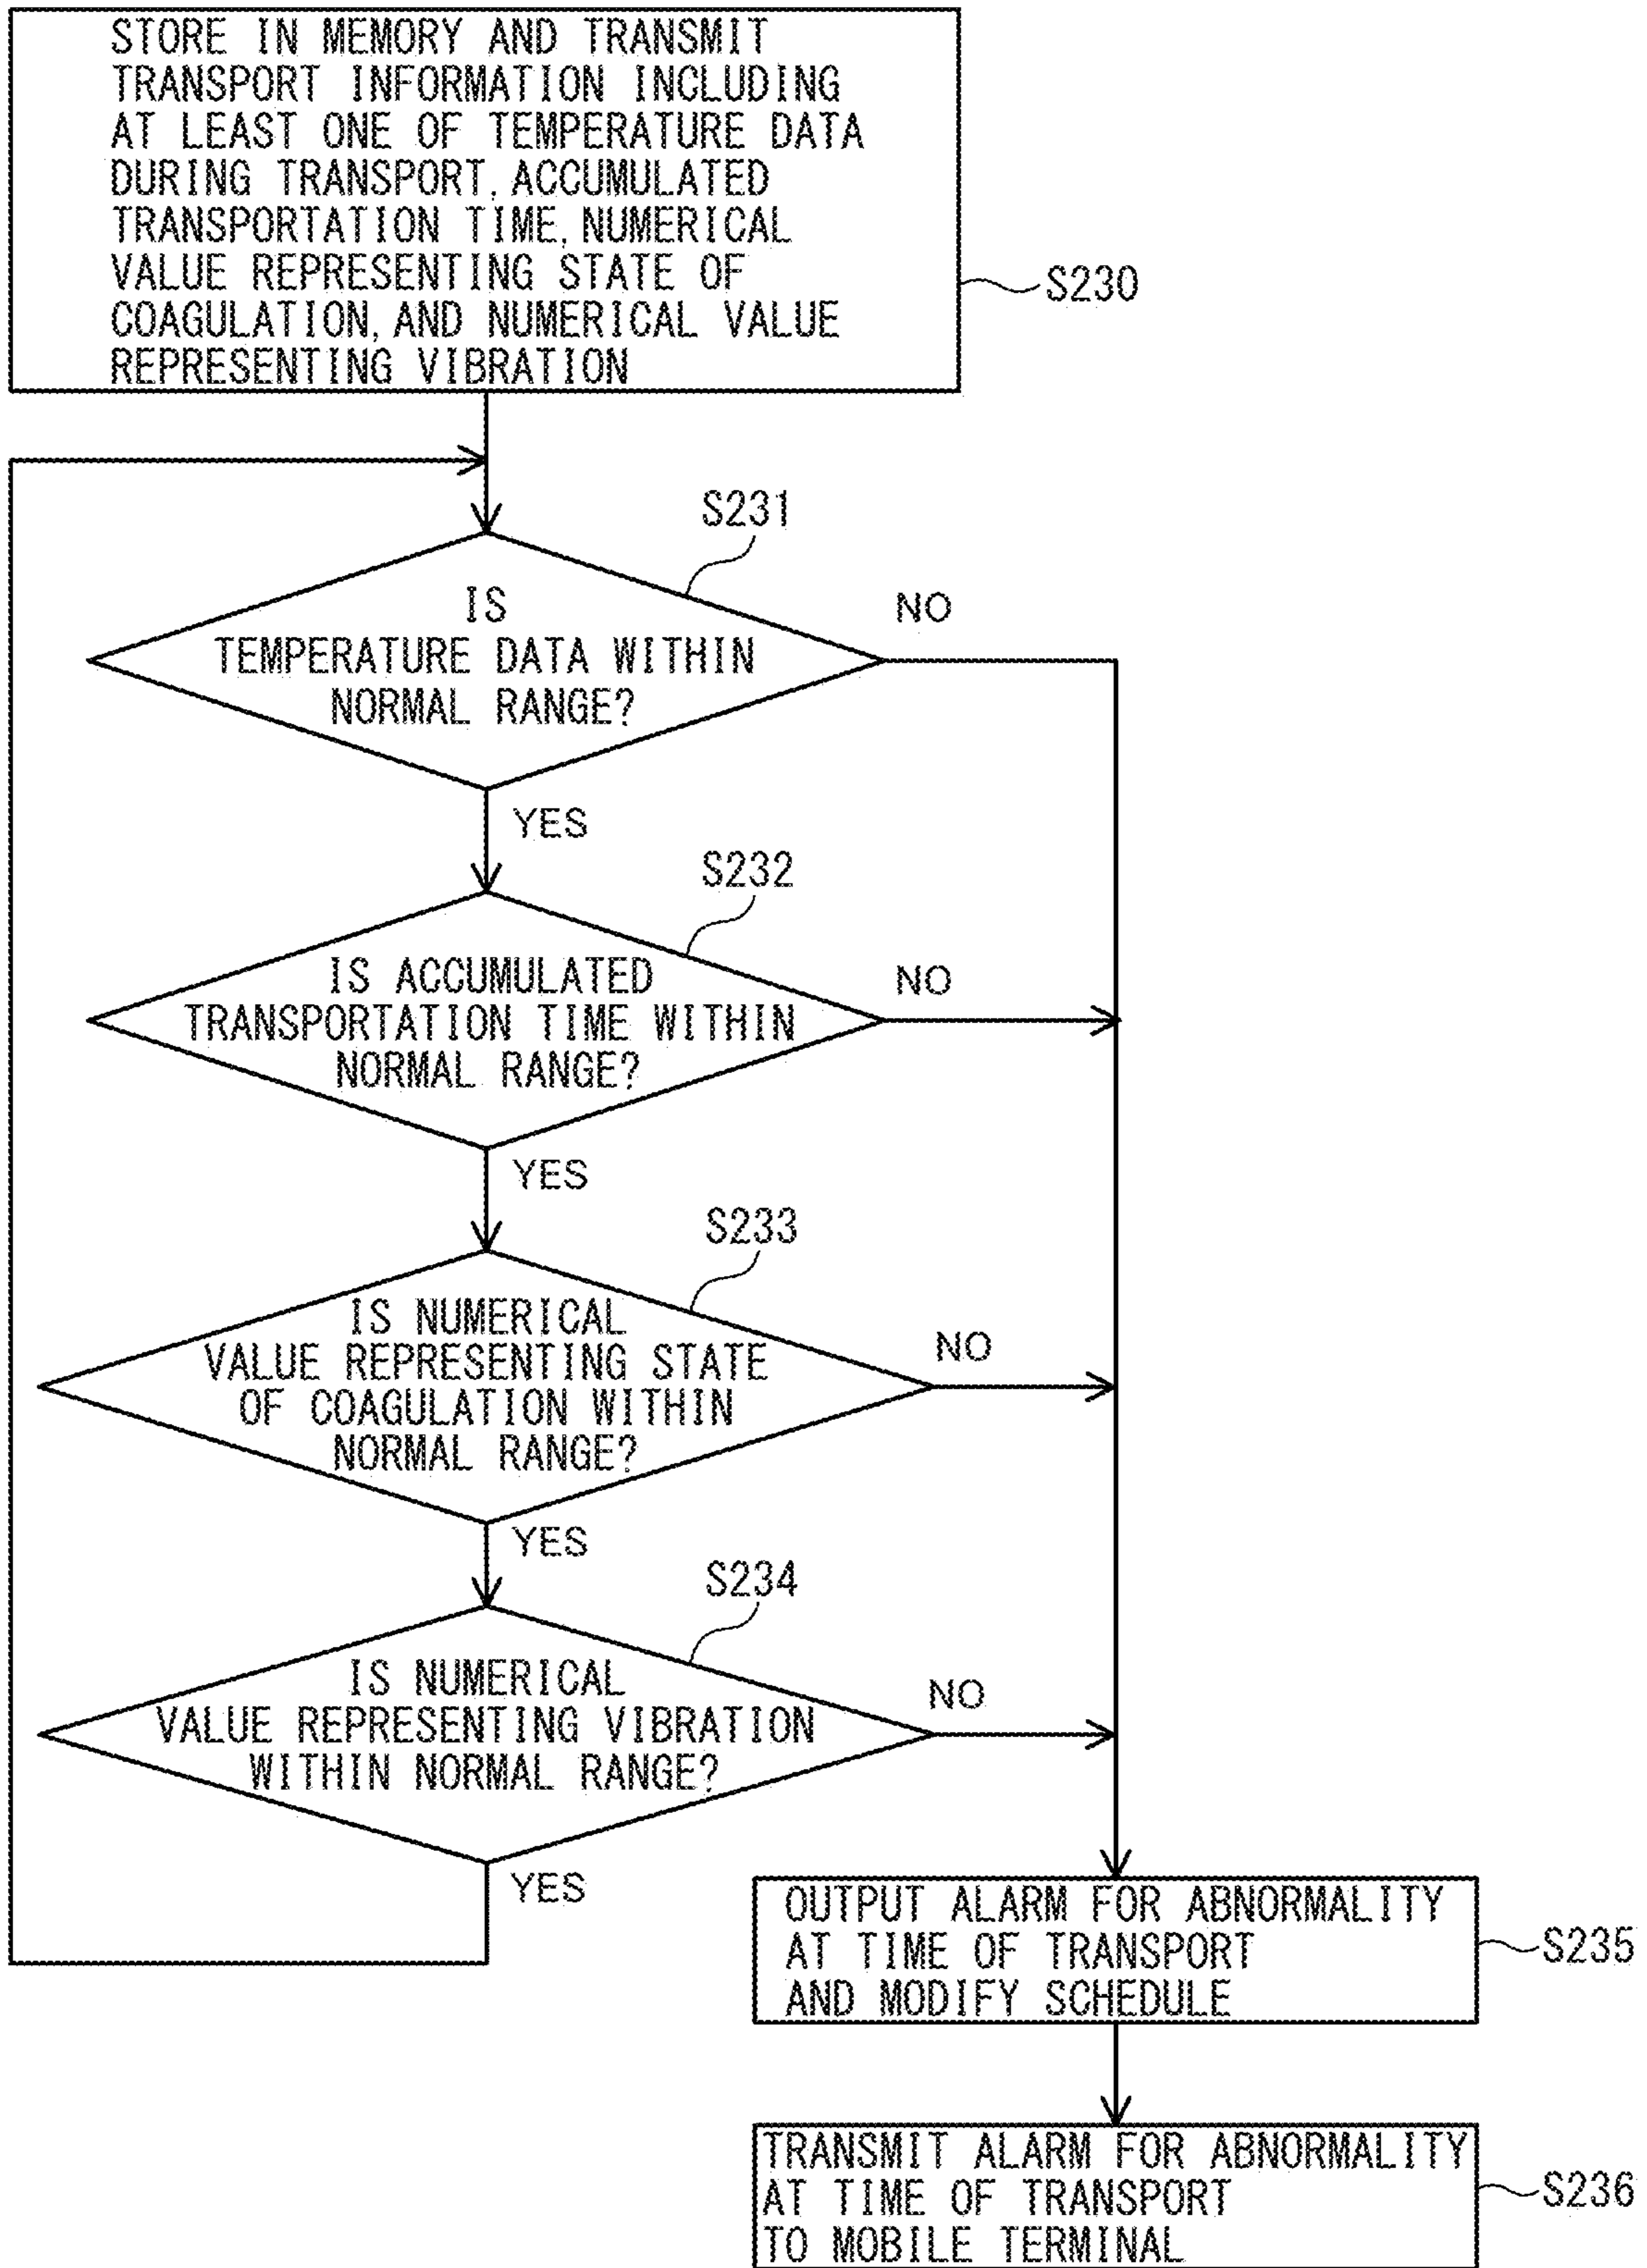 STORE IN MEMORY AND TRANSMIT
TRANSPORT INFORMATION INCLUDING
AT LEAST ONE OF TEMPERATURE DATA
DURING TRANSPORT, ACCUMULATED
TRANSPORTATION TIME, NUMERICAL
VALUE REPRESENTING STATE OF
COAGULATION, AND NUMERICAL VALUE
REPRESENTING VIBRATION
S230
S231
IS
TEMPERATURE DATA WITHIN
NORMAL RANGE?
NO
YES
S232
IS ACCUMULATED
TRANSPORTATION TIME WITHIN
NORMAL RANGE?
NO
YES
S233
IS NUMERICAL
VALUE REPRESENTING STATE
OF COAGULATION WITHIN
NORMAL RANGE?
NO
YES
S234
IS NUMERICAL
VALUE REPRESENTING VIBRATION
WITHIN NORMAL RANGE?
NO
YES
OUTPUT ALARM FOR ABNORMALITY
AT TIME OF TRANSPORT
AND MODIFY SCHEDULE
S235
TRANSMIT ALARM FOR ABNORMALITY
AT TIME OF TRANSPORT
TO MOBILE TERMINAL
S236